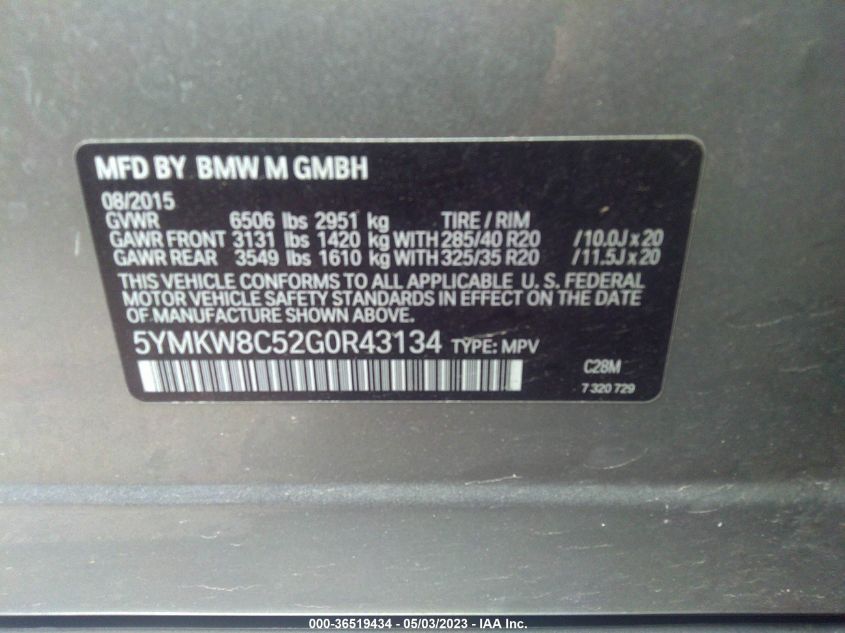 MFD BY BMW M GMBH
08/2015
GVWR 6506 lbs 2951 kg TIRE / RIM
GAWR FRONT 3131 lbs 1420 kg WITH 285/40 R20 /10.0J x 20
GAWR REAR 3549 lbs 1610 kg WITH 325/35 R20 /11.5J x 20
THIS VEHICLE CONFORMS TO ALL APPLICABLE U. S. FEDERAL
MOTOR VEHICLE SAFETY STANDARDS IN EFFECT ON THE DATE
OF MANUFACTURE SHOWN ABOVE.
5YMKW8C52G0R43134 TYPE: MPV
C28M
7 320 729
000-36519434 - 05/03/2023 - IAA Inc.